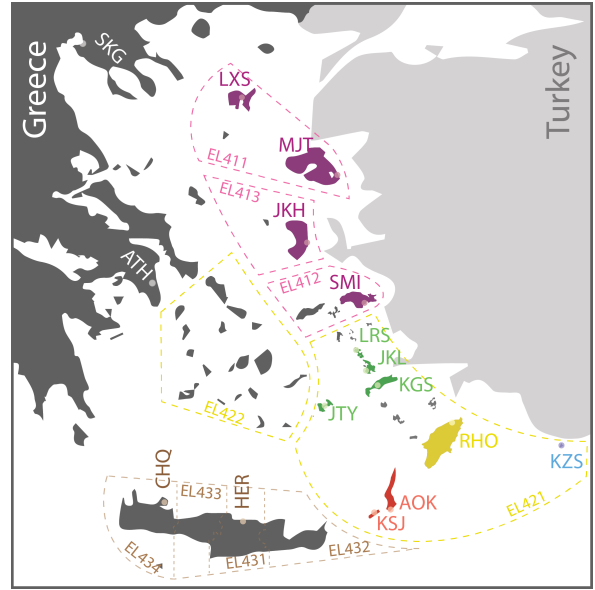 SKG
Greece
Turkey
LXS
MJT
EL411
EL413
JKH
ATH
EL412
SMI
LRS
JKL
KGS
EL422
JTY
RHO
KZS
CHQ
HER
EL433
AOK
KSJ
EL421
EL434
EL431
EL432